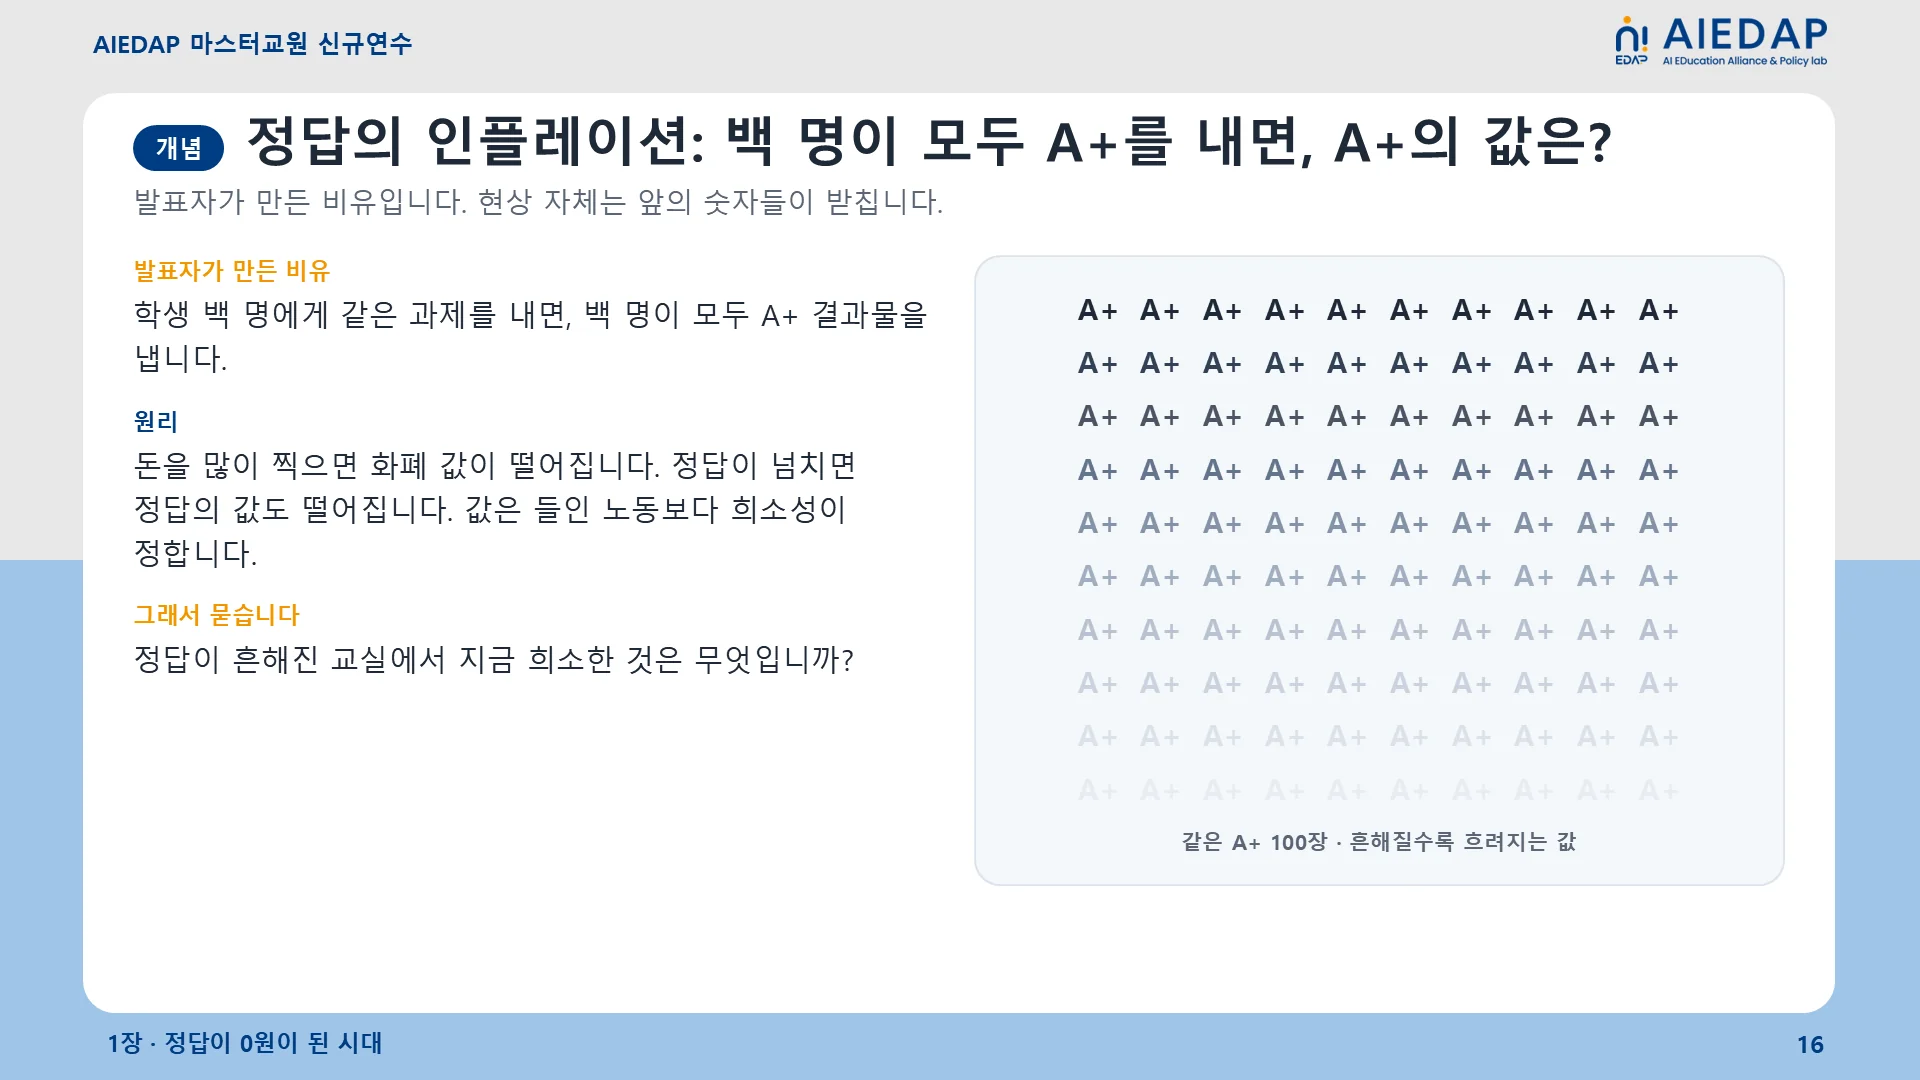 AIEDAP 마스터교원 신규연수
EDAP
AIEDAP
AI EDucation Alliance & Policy lab
개념
정답의 인플레이션: 백 명이 모두 A+를 내면, A+의 값은?
발표자가 만든 비유입니다. 현상 자체는 앞의 숫자들이 받칩니다.
발표자가 만든 비유
학생 백 명에게 같은 과제를 내면, 백 명이 모두 A+ 결과물을
냅니다.
원리
돈을 많이 찍으면 화폐 값이 떨어집니다. 정답이 넘치면
정답의 값도 떨어집니다. 값은 들인 노동보다 희소성이
정합니다.
그래서 묻습니다
정답이 흔해진 교실에서 지금 희소한 것은 무엇입니까?
A+ A+ A+ A+ A+ A+ A+ A+ A+ A+
A+ A+ A+ A+ A+ A+ A+ A+ A+ A+
A+ A+ A+ A+ A+ A+ A+ A+ A+ A+
A+ A+ A+ A+ A+ A+ A+ A+ A+ A+
A+ A+ A+ A+ A+ A+ A+ A+ A+ A+
A+ A+ A+ A+ A+ A+ A+ A+ A+ A+
A+ A+ A+ A+ A+ A+ A+ A+ A+ A+
A+ A+ A+ A+ A+ A+ A+ A+ A+ A+
A+ A+ A+ A+ A+ A+ A+ A+ A+ A+
A+ A+ A+ A+ A+ A+ A+ A+ A+ A+
같은 A+ 100장 · 흔해질수록 흐려지는 값
1장 · 정답이 0원이 된 시대
16